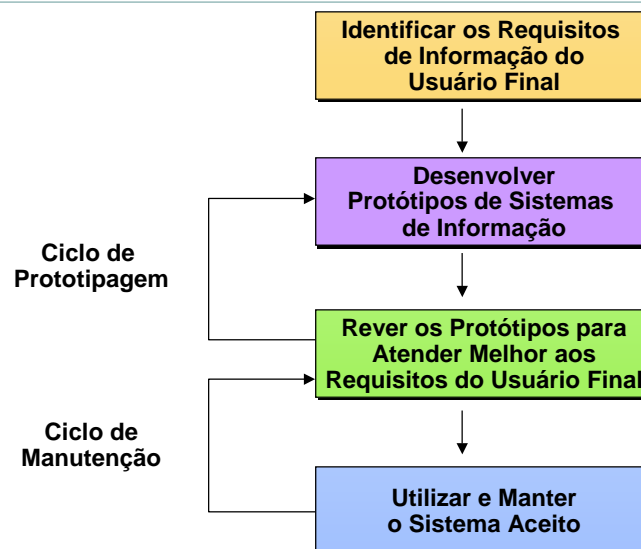 Identificar os Requisitos
de Informação do
Usuário Final
Desenvolver
Protótipos de Sistemas
de Informação
Ciclo de
Prototipagem
Rever os Protótipos para
Atender Melhor aos
Requisitos do Usuário Final
Ciclo de
Manutenção
Utilizar e Manter
o Sistema Aceito